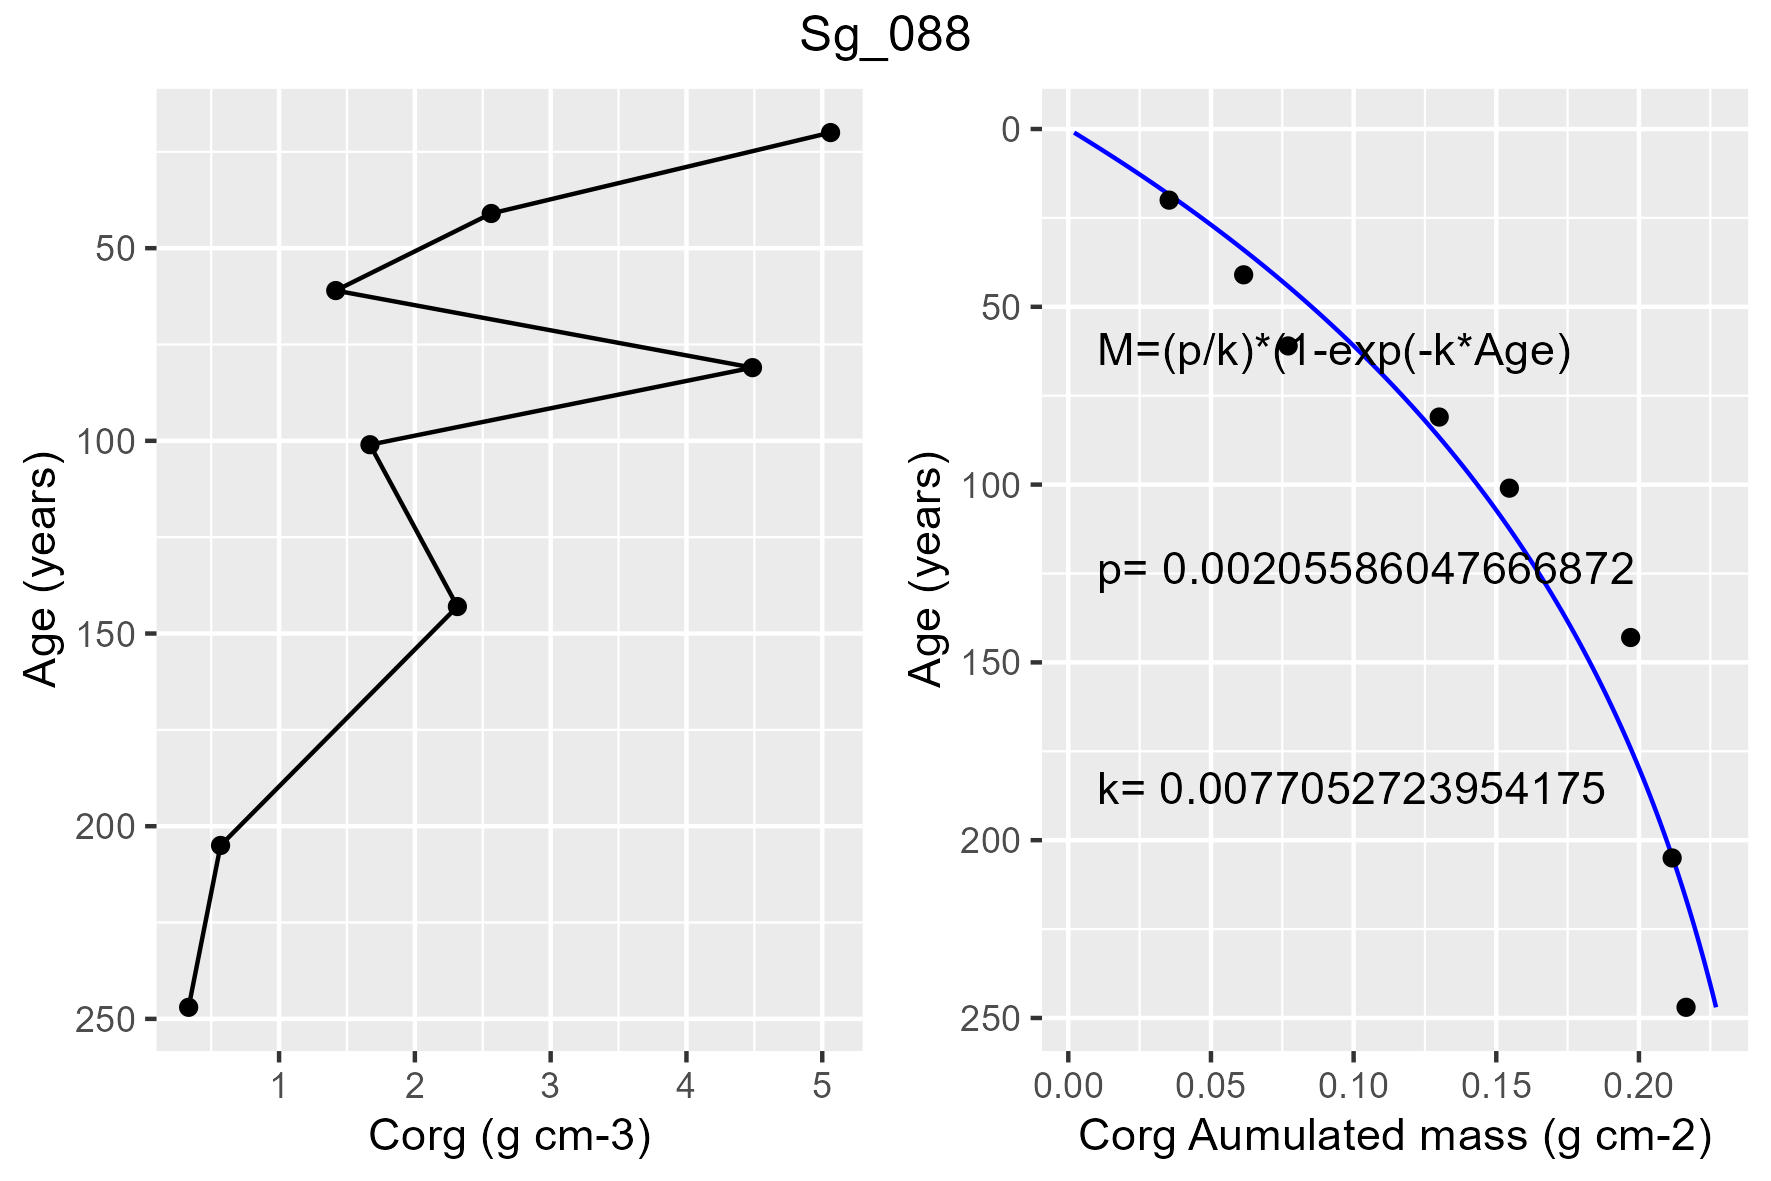 Sg_088
50
100
150
200
250
Age (years)
1 2 3 4 5
Corg (g cm-3)
0
50
100
150
200
250
Age (years)
M=(p/k)*(1-exp(-k*Age)
p= 0.00205586047666872
k= 0.0077052723954175
0.00 0.05 0.10 0.15 0.20
Corg Aumulated mass (g cm-2)